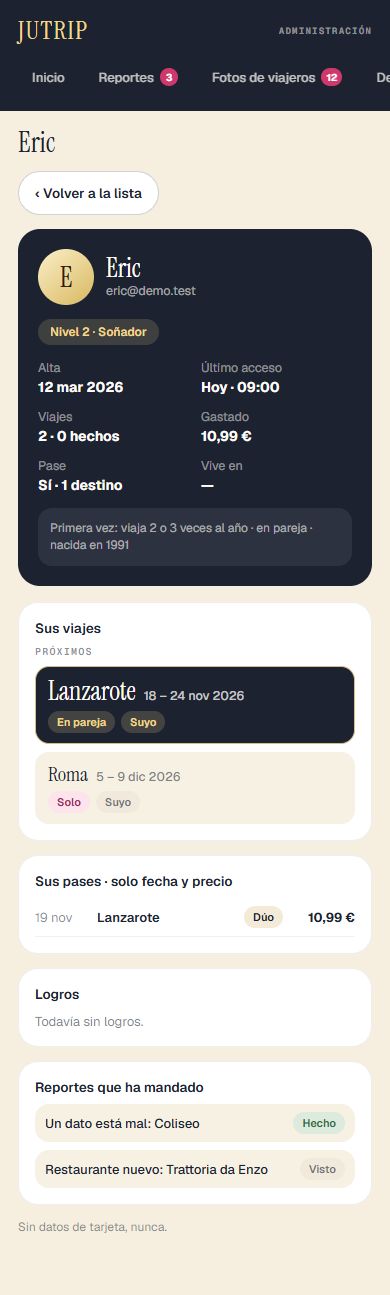 JUTRIP
ADMINISTRACIÓN
Inicio Reportes 3 Fotos de viajeros 12 De
Eric
‹ Volver a la lista
E
Eric
eric@demo.test
Nivel 2 · Soñador
Alta Último acceso
12 mar 2026 Hoy · 09:00
Viajes Gastado
2 · 0 hechos 10,99 €
Pase Vive en
Sí · 1 destino —
Primera vez: viaja 2 o 3 veces al año · en pareja ·
nacida en 1991
Sus viajes
PRÓXIMOS
Lanzarote 18 – 24 nov 2026
En pareja Suyo
Roma 5 – 9 dic 2026
Solo Suyo
Sus pases · solo fecha y precio
19 nov Lanzarote Dúo 10,99 €
Logros
Todavía sin logros.
Reportes que ha mandado
Un dato está mal: Coliseo Hecho
Restaurante nuevo: Trattoria da Enzo Visto
Sin datos de tarjeta, nunca.